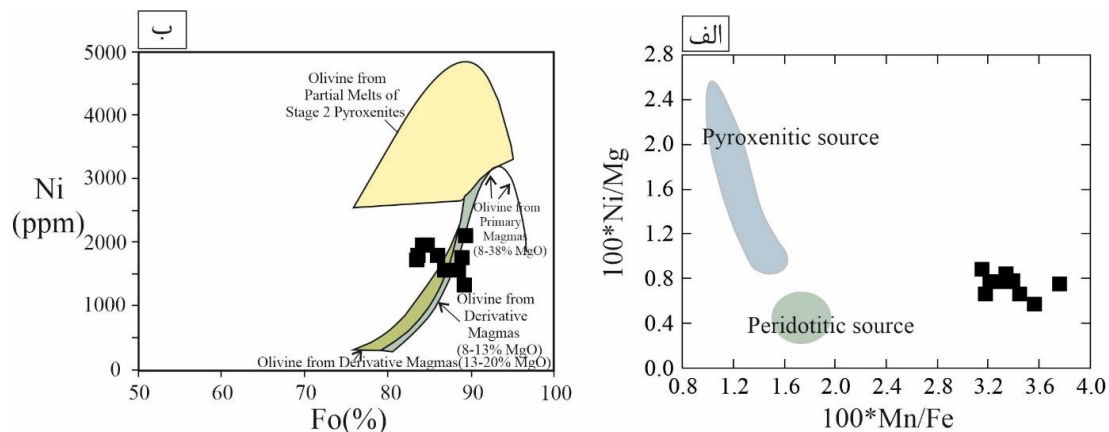 ب
5000
4000
3000
2000
1000
0
Ni
(ppm)
Olivine from
Partial Melts of
Stage 2 Pyroxenites
Olivine from
Primary
Magmas
(8-38% MgO)
Olivine from
Derivative
Magmas
(8-13% MgO)
Olivine from Derivative Magmas(13-20% MgO)
50 60 70 80 90 100
Fo(%)
الف
2.8
2.4
2.0
1.6
1.2
0.8
0.4
0.0
100*Ni/Mg
Pyroxenitic source
Peridotitic source
0.8 1.2 1.6 2.0 2.4 2.8 3.2 3.6 4.0
100*Mn/Fe